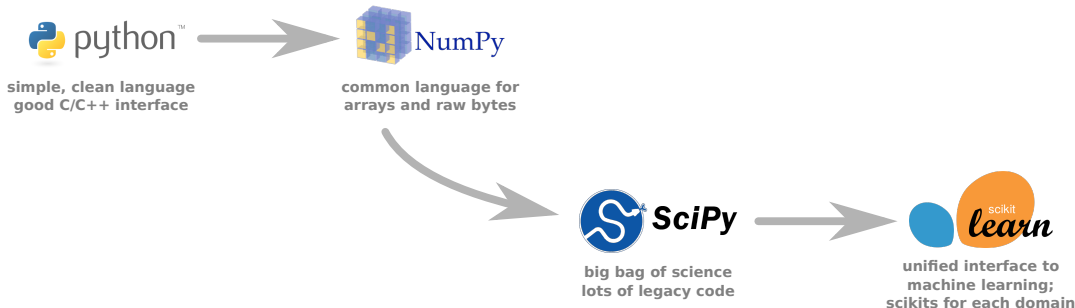 python™
simple, clean language
good C/C++ interface
NumPy
common language for
arrays and raw bytes
SciPy
big bag of science
lots of legacy code
scikit
learn
unified interface to
machine learning;
scikits for each domain